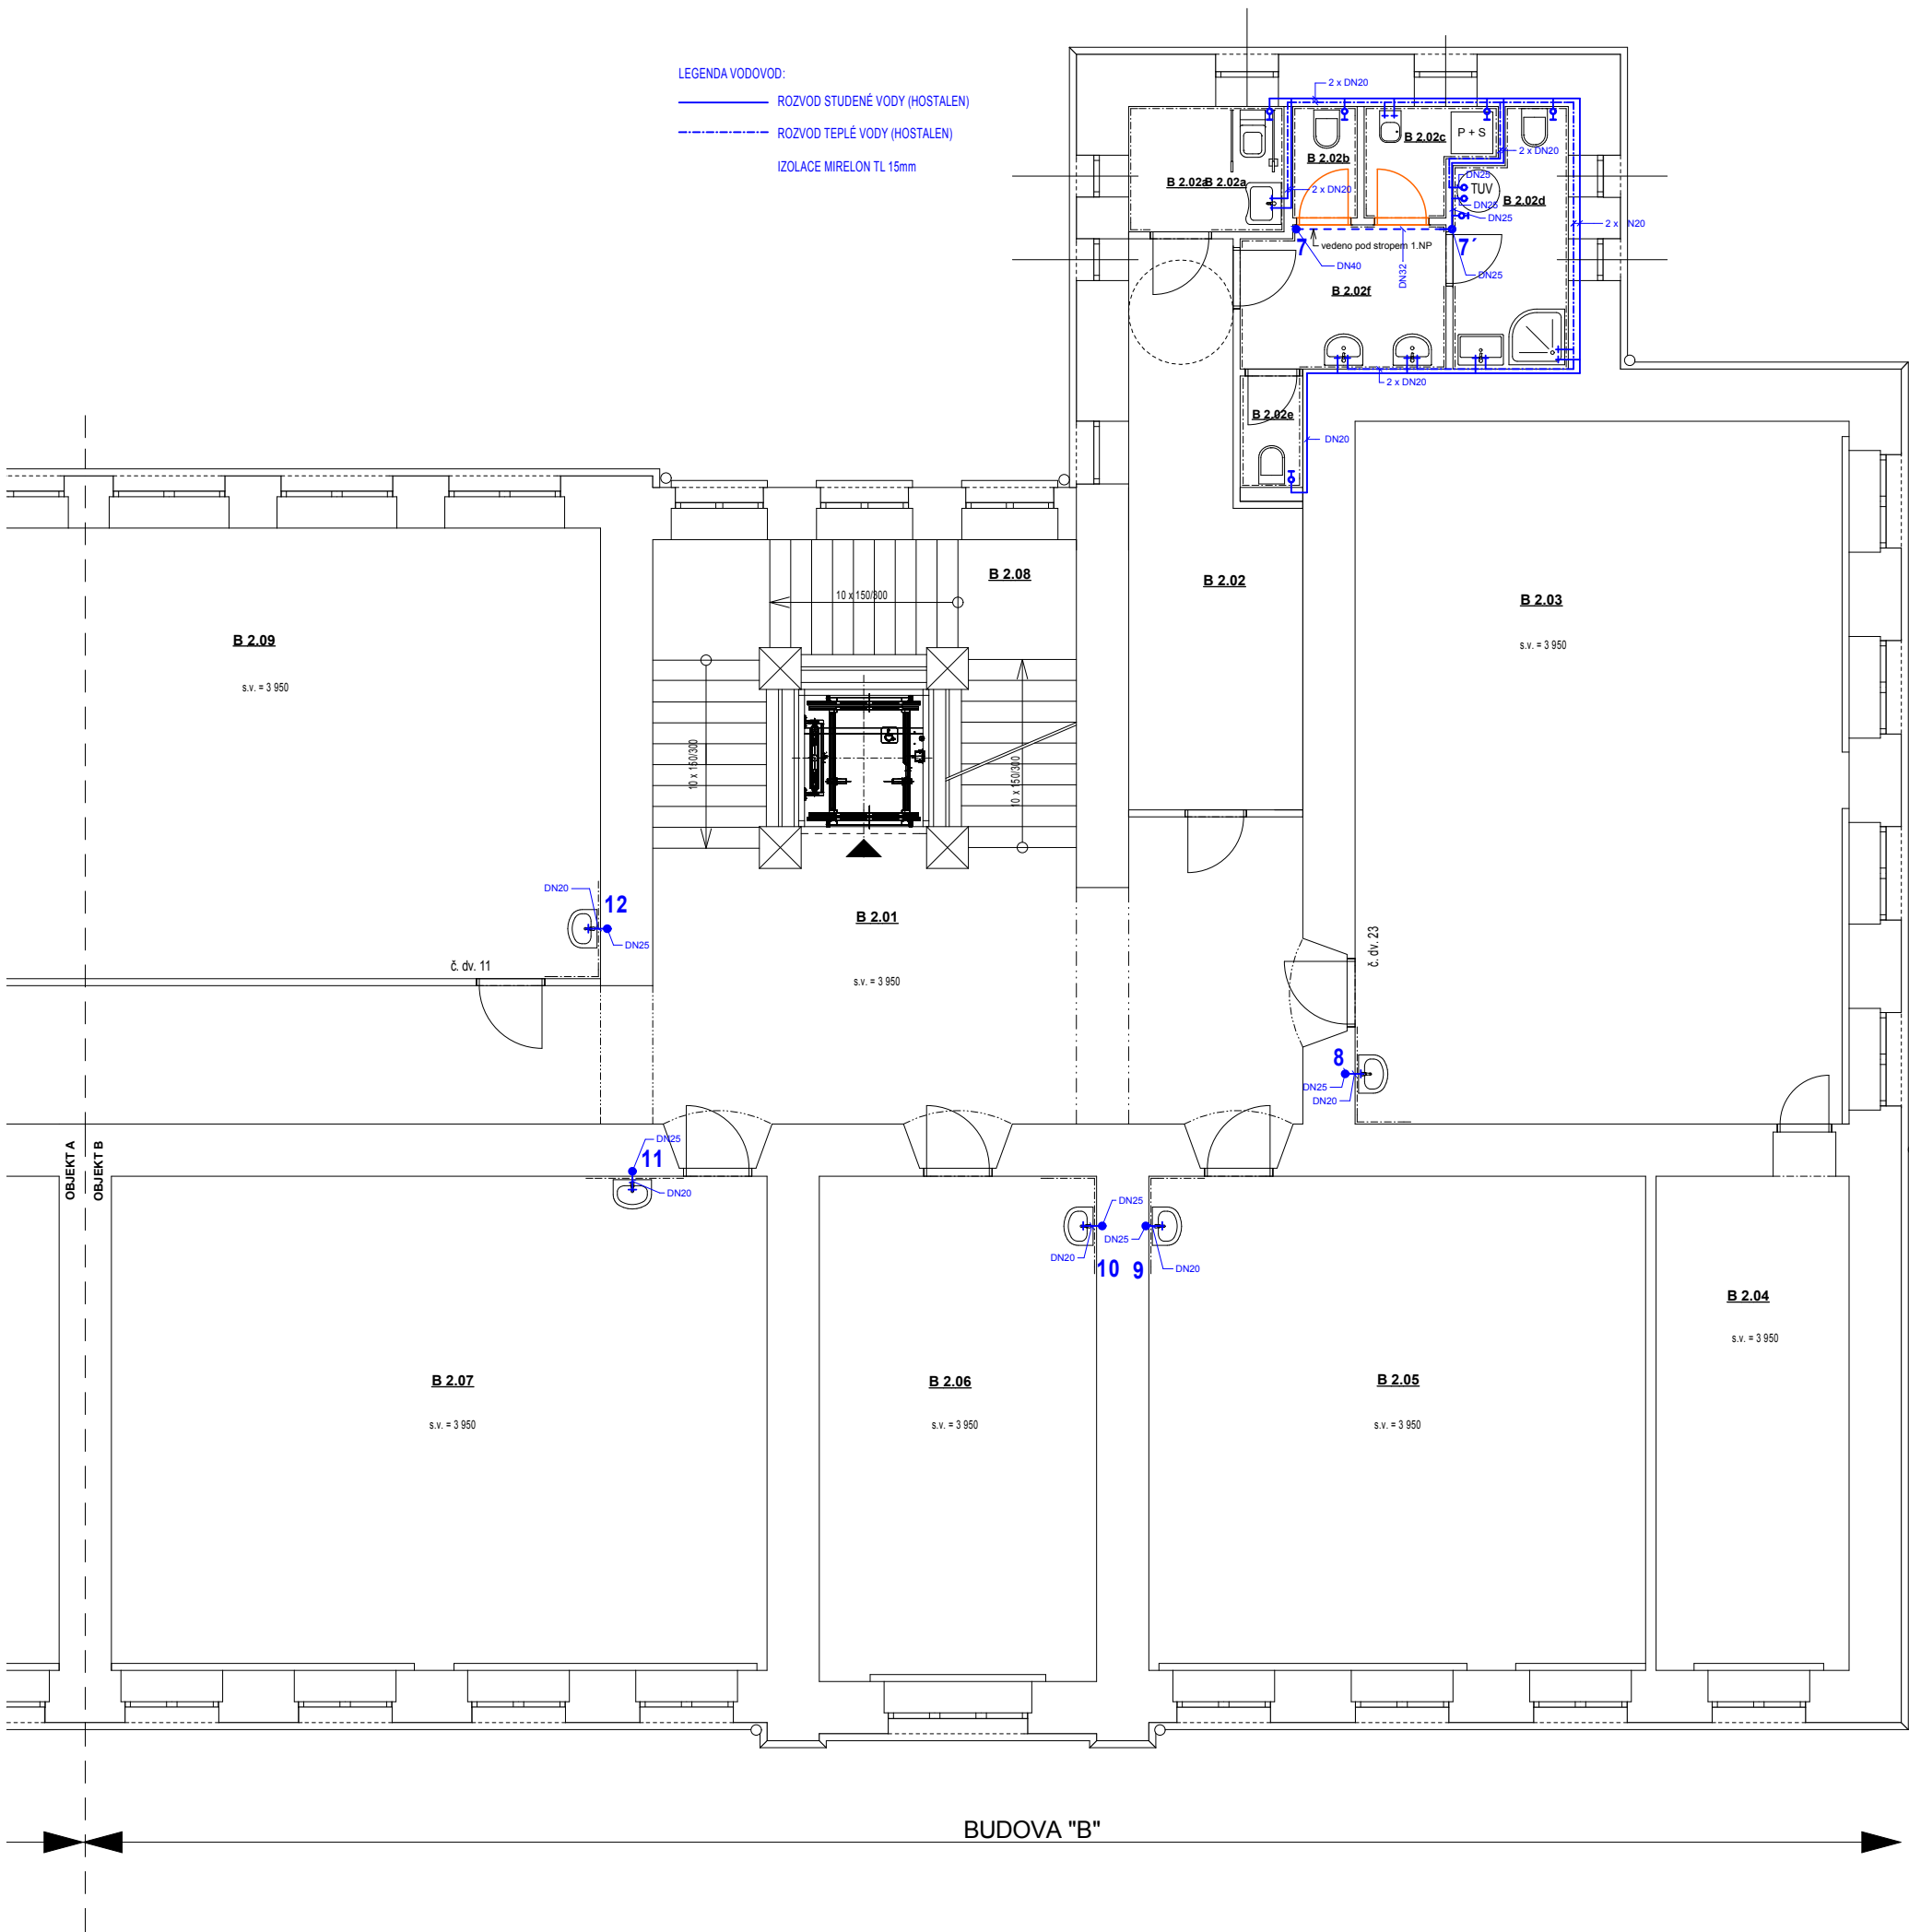 LEGENDA VODOVOD:
ROZVOD STUDENÉ VODY (HOSTALEN)
ROZVOD TEPLÉ VODY (HOSTALEN)
IZOLACE MIRELON TL 15mm
2 x DN20
B 2.02c
P + S
2 x DN20
B 2.02b
B 2.02a
B 2.02a
2 x DN20
DN25
TUV
B 2.02d
DN25
DN25
2 x DN20
7
vedeno pod stropem 1.NP
7´
DN40
DN32
DN25
B 2.02f
2 x DN20
B 2.02e
DN20
B 2.08
B 2.02
10 x 150/300
B 2.03
s.v. = 3 950
B 2.09
s.v. = 3 950
10 x 150/300
10 x 150/300
DN20
12
DN25
B 2.01
s.v. = 3 950
č. dv. 11
č. dv. 23
8
DN25
DN20
OBJEKT A
OBJEKT B
DN25
11
DN20
DN25
DN25
DN20
DN20
10
9
B 2.04
s.v. = 3 950
B 2.07
s.v. = 3 950
B 2.06
s.v. = 3 950
B 2.05
s.v. = 3 950
BUDOVA "B"